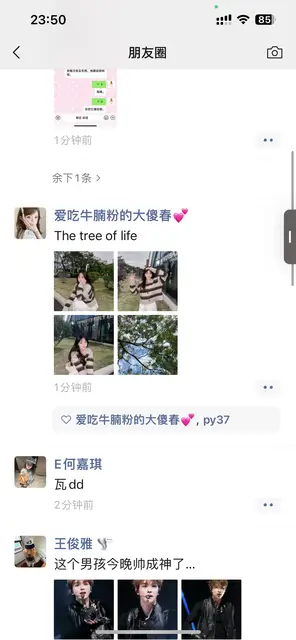 23:50
85
朋友圈
1分钟前
余下1条
爱吃牛腩粉的大傻春💕
The tree of life
1分钟前
爱吃牛腩粉的大傻春💕, py37
E何嘉琪
瓦dd
2分钟前
王俊雅 🕊️
这个男孩今晚帅成神了...